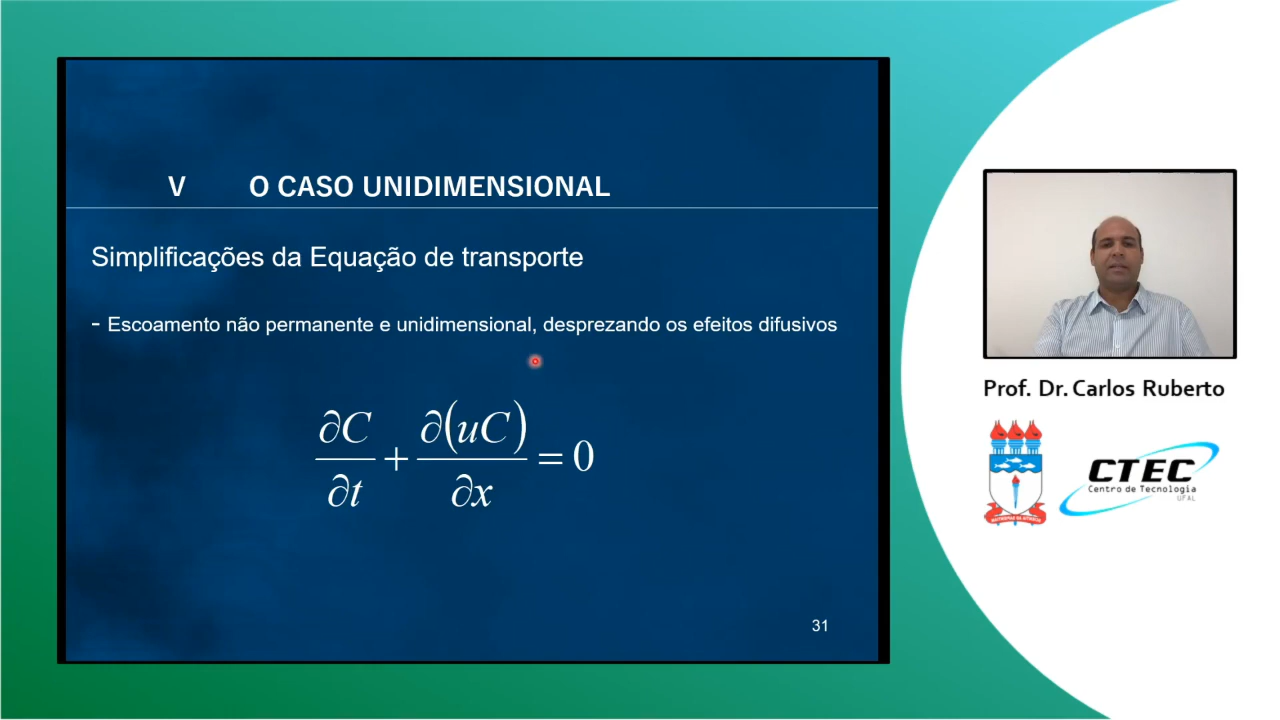 V O CASO UNIDIMENSIONAL
Simplificações da Equação de transporte
- Escoamento não permanente e unidimensional, desprezando os efeitos difusivos
∂C/∂t + ∂(uC)/∂x = 0
31
Prof. Dr. Carlos Ruberto
CTEC
Centro de Tecnologia
UFAL